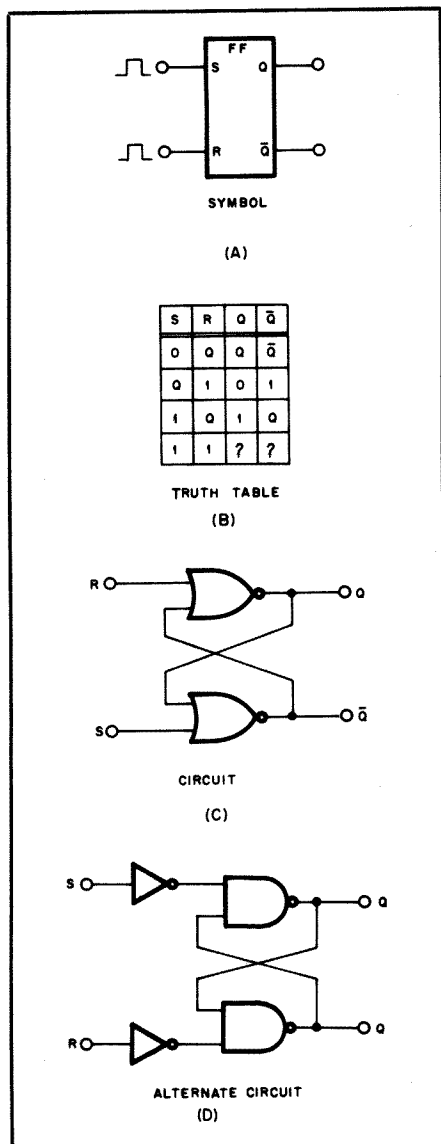 FF
S Q
R Q̄
SYMBOL
(A)
S R Q Q̄
0 Q Q Q̄
Q 1 0 1
1 Q 1 Q
1 1 ? ?
TRUTH TABLE
(B)
R Q
S Q̄
CIRCUIT
(C)
S Q
R Q
ALTERNATE CIRCUIT
(D)